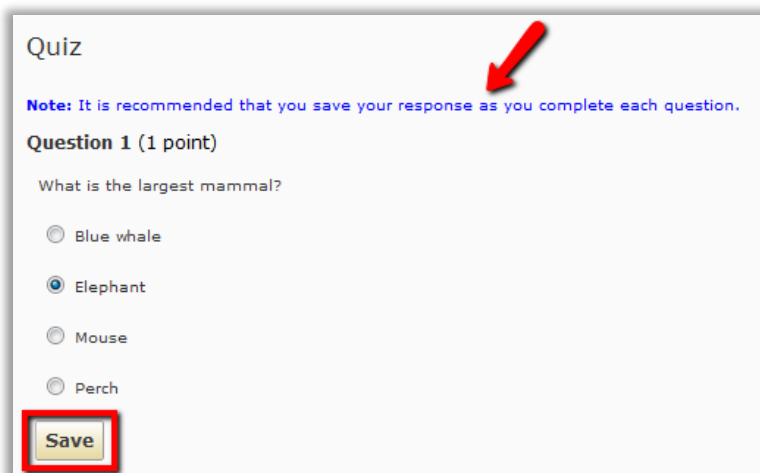 Quiz
Note: It is recommended that you save your response as you complete each question.
Question 1 (1 point)
What is the largest mammal?
Blue whale
Elephant
Mouse
Perch
Save